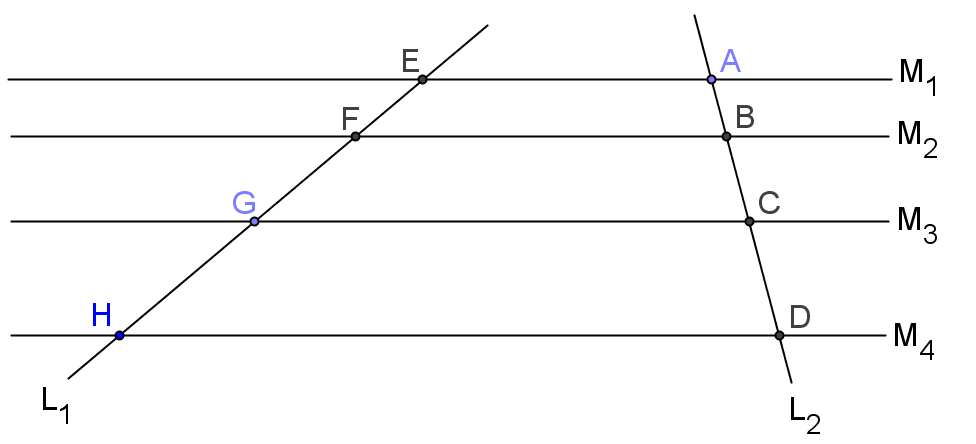 E A M₁
F B M₂
G C M₃
H D M₄
L₁ L₂